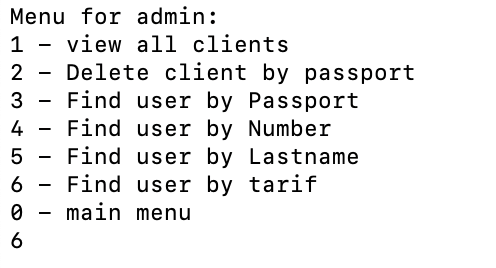 Menu for admin:
1 – view all clients
2 – Delete client by passport
3 – Find user by Passport
4 – Find user by Number
5 – Find user by Lastname
6 – Find user by tarif
0 – main menu
6